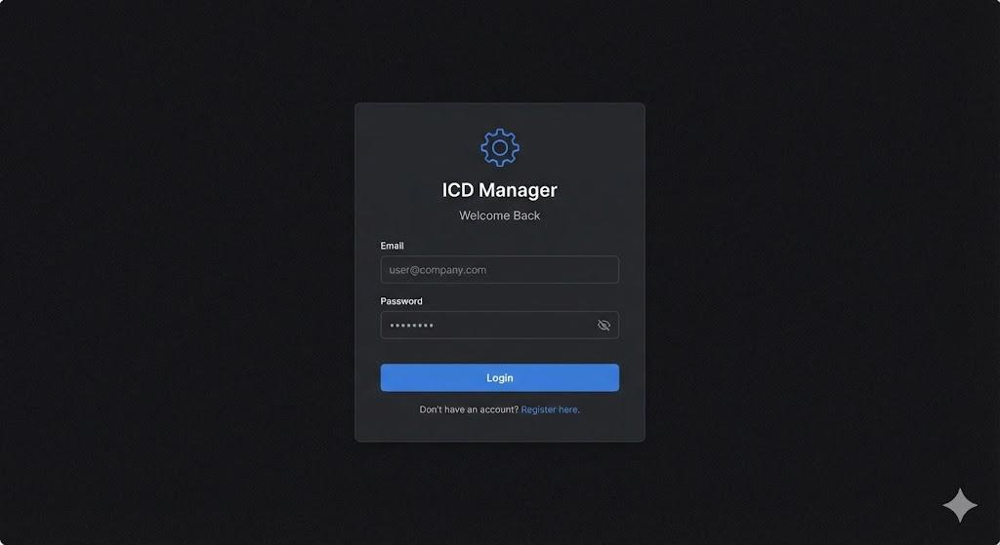 ICD Manager
Welcome Back
Email
user@company.com
Password
••••••••
Login
Don't have an account? Register here.